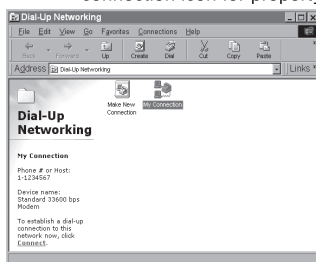 connection icon for property
Dial-Up Networking
File Edit View Go Favorites Connections Help
Back Forward Up Create Dial Cut Copy Paste
Address Dial-Up Networking Links
Make New Connection
My Connection
Dial-Up
Networking
My Connection
Phone # or Host:
1-1234567
Device name:
Standard 33600 bps
Modem
To establish a dial-up
connection to this
network now, click
Connect.